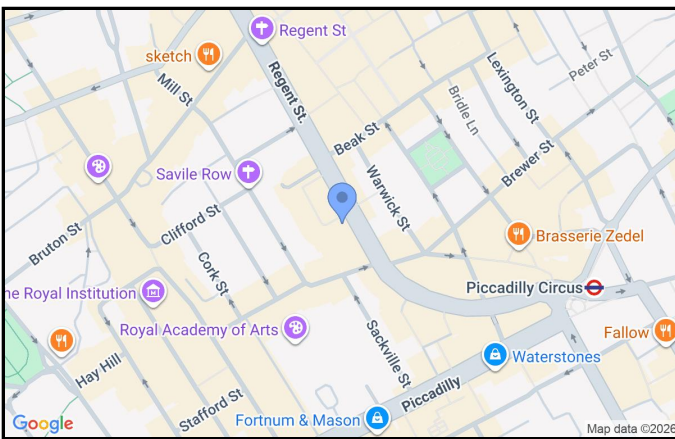 Regent St
sketch
Regent St.
Mill St
Peter St
Lexington St
Bridle Ln
Beak St
Savile Row
Warwick St
Brewer St
Clifford St
Bruton St
Brasserie Zedel
Cork St
Piccadilly Circus
ne Royal Institution
Royal Academy of Arts
Sackville St
Fallow
Waterstones
Hay Hill
Piccadilly
Stafford St
Fortnum & Mason
Google
Map data ©2026